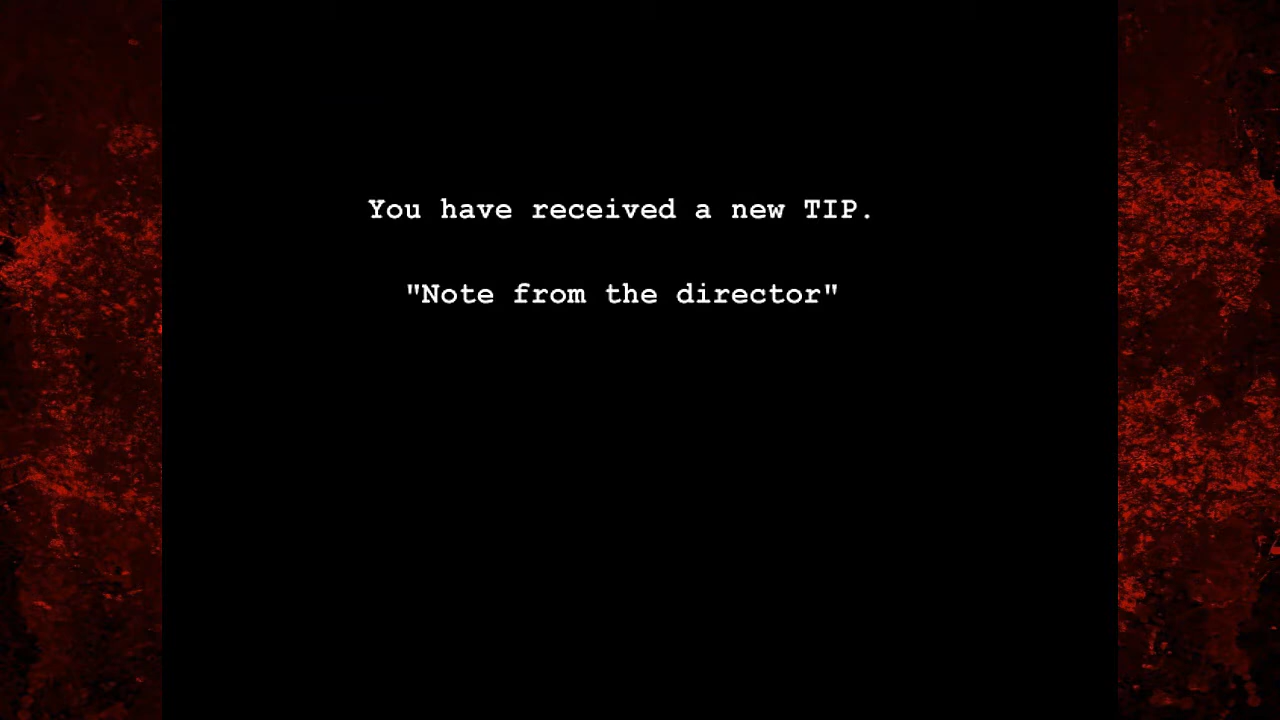 You have received a new TIP.
"Note from the director"